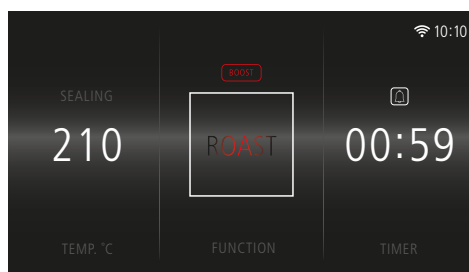 10:10
BOOST
SEALING
210
ROAST
00:59
TEMP. °C
FUNCTION
TIMER